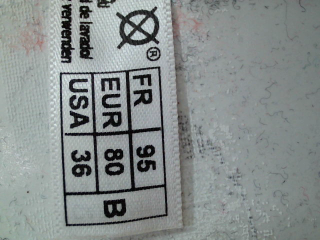 l de lavado/
verwenden
®
FR 95
EUR 80 B
USA 36